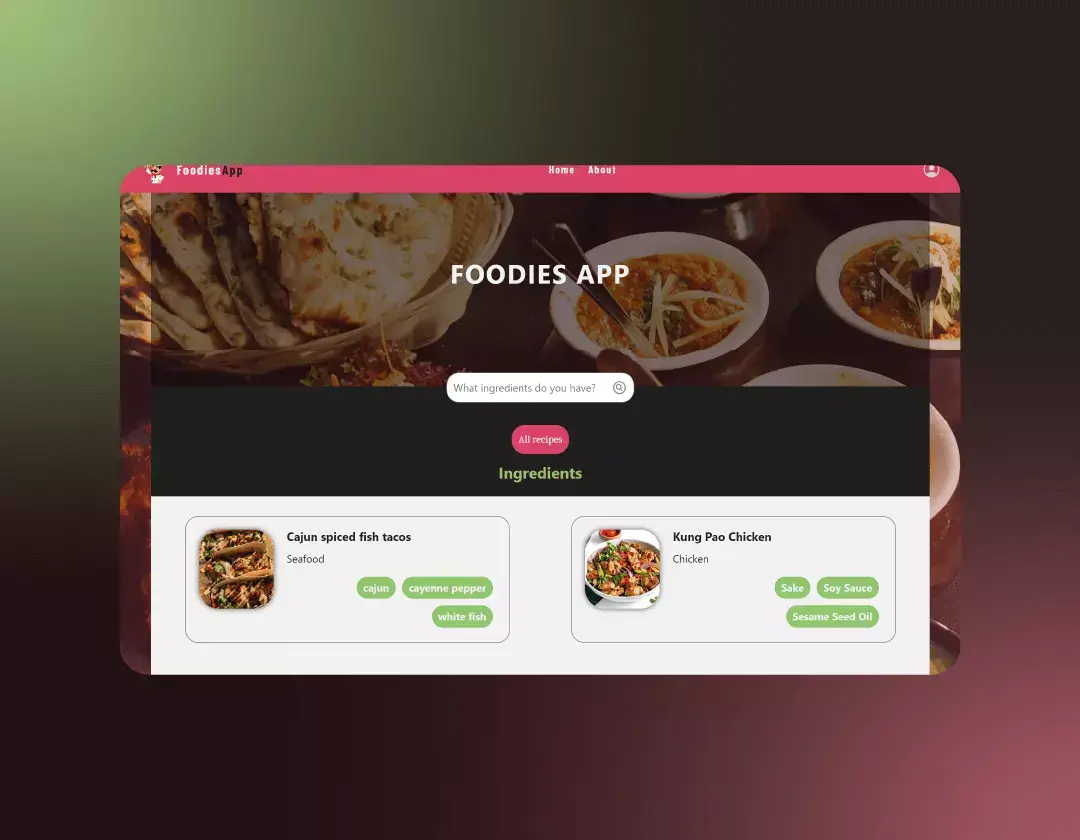 FoodiesApp
Home About
FOODIES APP
What ingredients do you have?
All recipes
Ingredients
Cajun spiced fish tacos
Seafood
cajun cayenne pepper
white fish
Kung Pao Chicken
Chicken
Sake Soy Sauce
Sesame Seed Oil